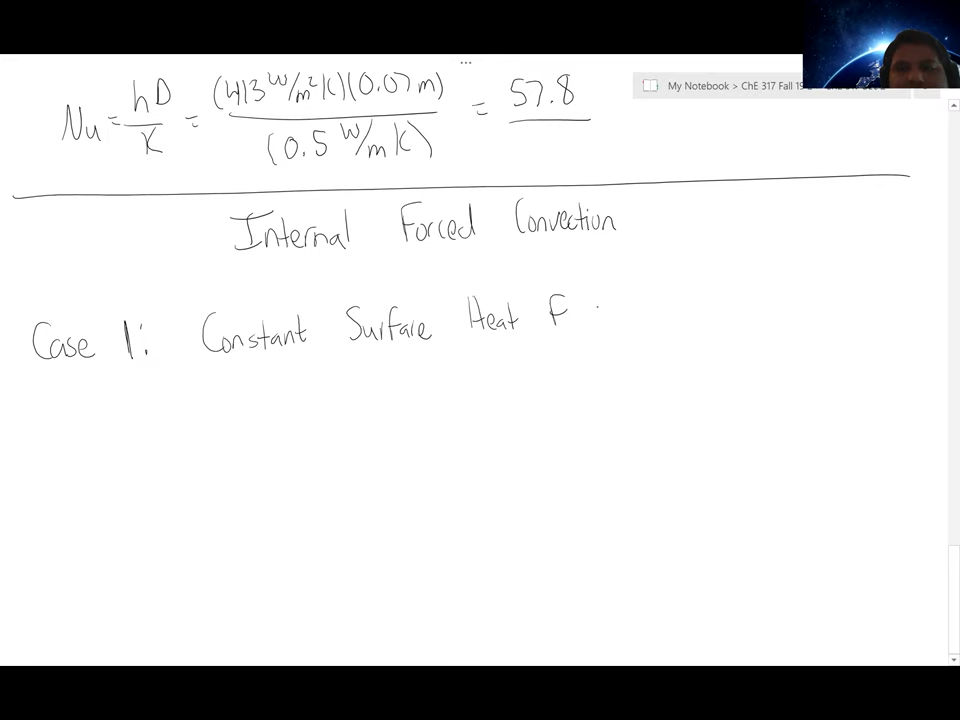 ...
Nu = hD/K = (413 W/m²K)(0.07 m)/(0.5 W/mK) = 57.8
My Notebook > ChE 317 Fall 19
Internal Forced Convection
Case 1: Constant Surface Heat F